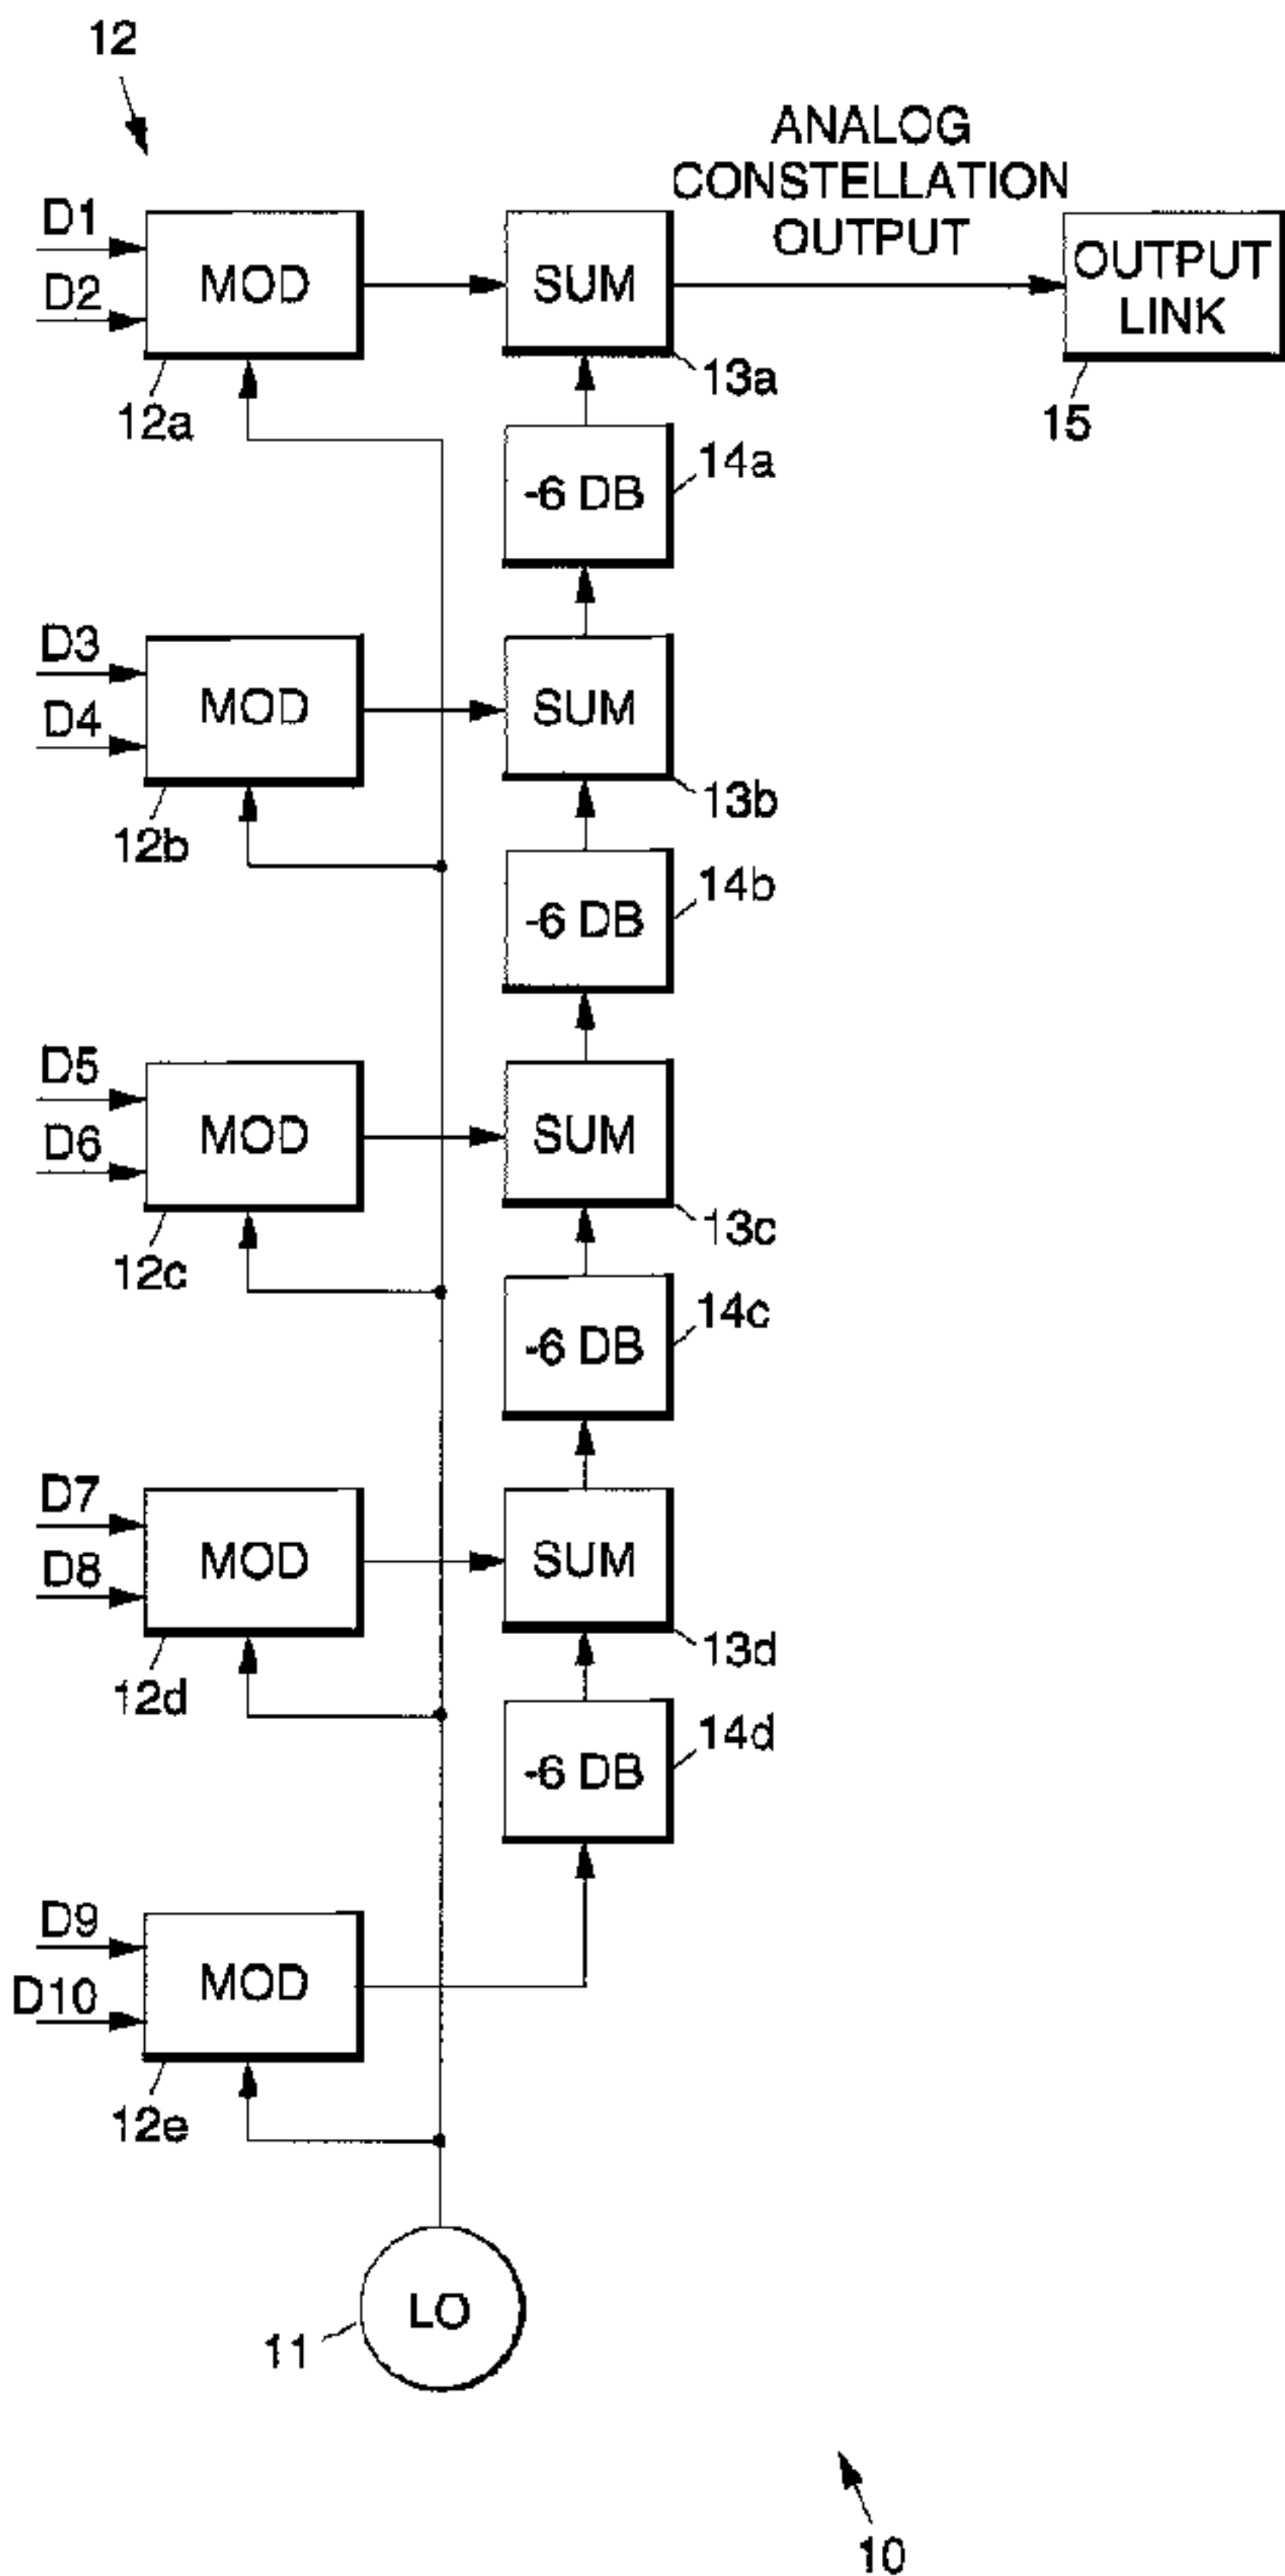 12
ANALOG
CONSTELLATION
OUTPUT
D1
D2
MOD
SUM
OUTPUT
LINK
12a
13a
15
14a
-6 DB
D3
D4
MOD
SUM
12b
13b
14b
-6 DB
D5
D6
MOD
SUM
12c
13c
14c
-6 DB
D7
D8
MOD
SUM
12d
13d
14d
-6 DB
D9
D10
MOD
12e
LO
11
10